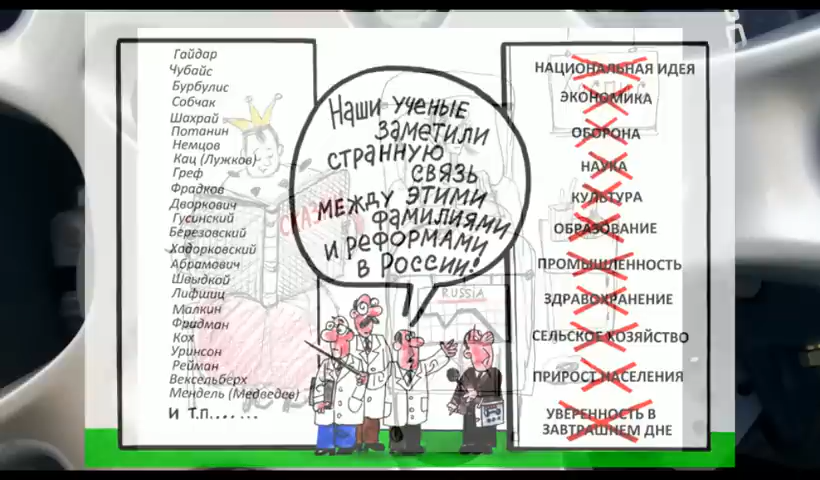 Гайдар
Чубайс
Бурбулис
Собчак
Шахрай
Потанин
Немцов
Кац (Лужков)
Греф
Фрадков
Дворкович
Гусинский
Березовский
Ходорковский
Абрамович
Швыдкой
Лифшиц
Малкин
Фридман
Кох
Уринсон
Рейман
Вексельберх
Мендель (Медведев)
И Т.П.......
Наши ученые
заметили
странную
связь
между этими
фамилиями
и реформами
в России!
RUSSIA
НАЦИОНАЛЬНАЯ ИДЕЯ
ЭКОНОМИКА
ОБОРОНА
НАУКА
КУЛЬТУРА
ОБРАЗОВАНИЕ
ПРОМЫШЛЕННОСТЬ
ЗДРАВОХРАНЕНИЕ
СЕЛЬСКОЕ ХОЗЯЙСТВО
ПРИРОСТ НАСЕЛЕНИЯ
УВЕРЕННОСТЬ В
ЗАВТРАШНЕМ ДНЕ